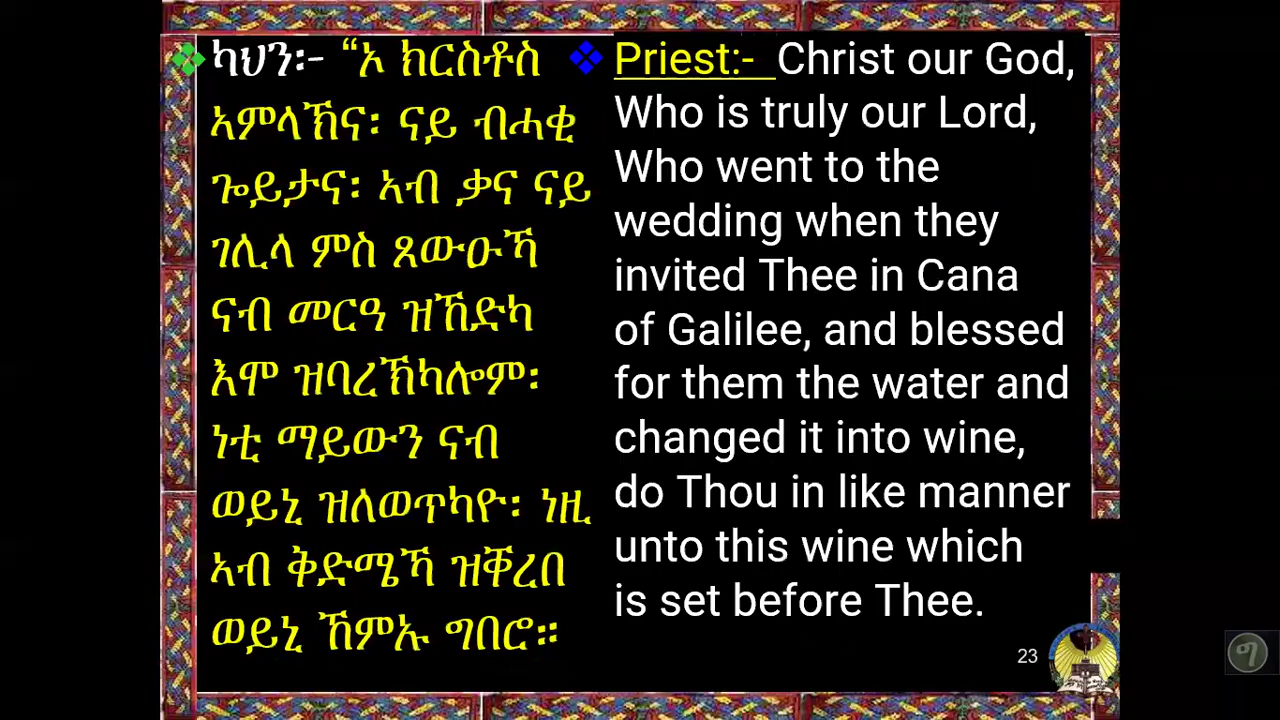 ❖ ካህን፡- “ኦ ክርስቶስ
ኣምላኽና፡ ናይ ብሓቂ
ጐይታና፡ ኣብ ቃና ናይ
ገሊላ ምስ ጸውዑኻ
ናብ መርዓ ዝኸድካ
እሞ ዝባረኽካሎም፡
ነቲ ማይውን ናብ
ወይኒ ዝለወጥካዮ፡ ነዚ
ኣብ ቅድሜኻ ዝቐረበ
ወይኒ ኸምኡ ግበሮ።
❖ Priest:- Christ our God,
Who is truly our Lord,
Who went to the
wedding when they
invited Thee in Cana
of Galilee, and blessed
for them the water and
changed it into wine,
do Thou in like manner
unto this wine which
is set before Thee.
23
ግ